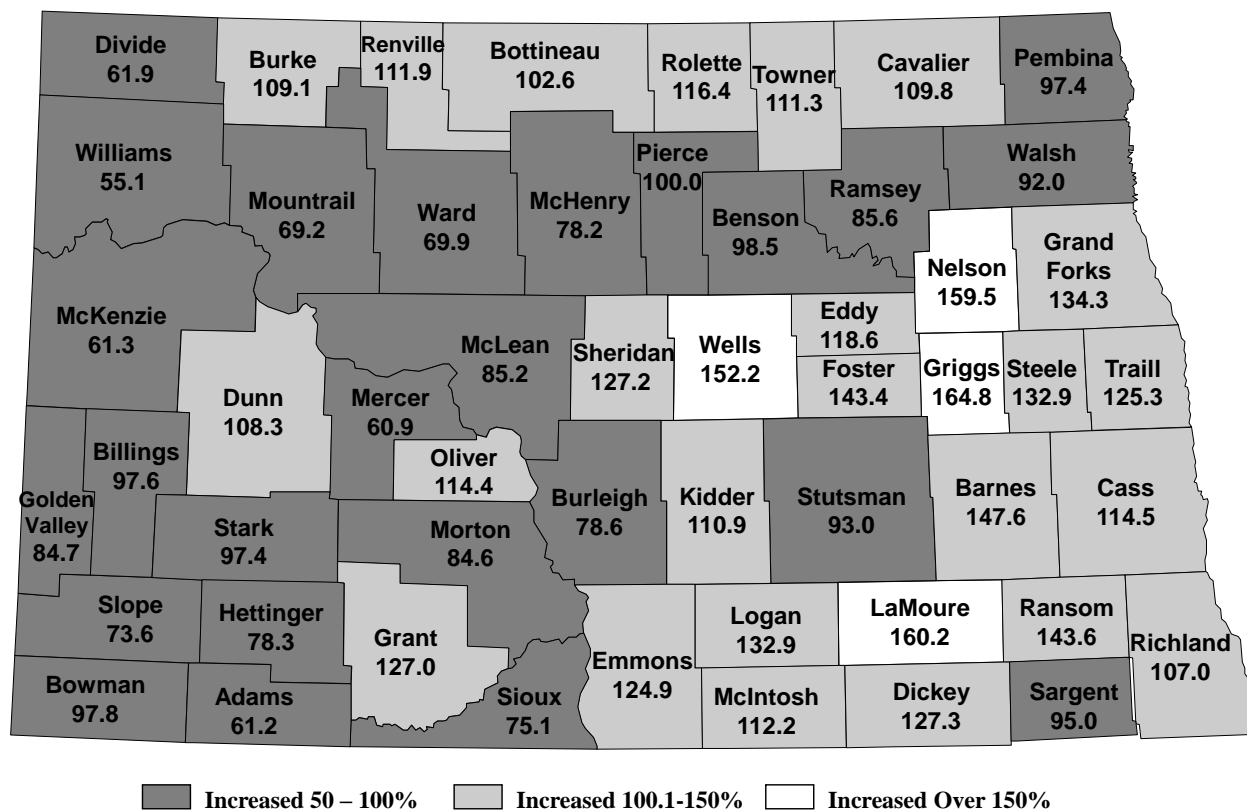 Divide
61.9
Burke
109.1
Renville
111.9
Bottineau
102.6
Rolette
116.4
Towner
111.3
Cavalier
109.8
Pembina
97.4
Williams
55.1
Mountrail
69.2
Ward
69.9
McHenry
78.2
Pierce
100.0
Benson
98.5
Ramsey
85.6
Walsh
92.0
Nelson
159.5
Grand
Forks
134.3
McKenzie
61.3
Dunn
108.3
Mercer
60.9
McLean
85.2
Sheridan
127.2
Wells
152.2
Eddy
118.6
Foster
143.4
Griggs
164.8
Steele
132.9
Traill
125.3
Golden
Valley
84.7
Billings
97.6
Stark
97.4
Oliver
114.4
Morton
84.6
Burleigh
78.6
Kidder
110.9
Stutsman
93.0
Barnes
147.6
Cass
114.5
Slope
73.6
Hettinger
78.3
Grant
127.0
Emmons
124.9
Logan
132.9
LaMoure
160.2
Ransom
143.6
Richland
107.0
Bowman
97.8
Adams
61.2
Sioux
75.1
McIntosh
112.2
Dickey
127.3
Sargent
95.0
Increased 50 – 100%
Increased 100.1-150%
Increased Over 150%